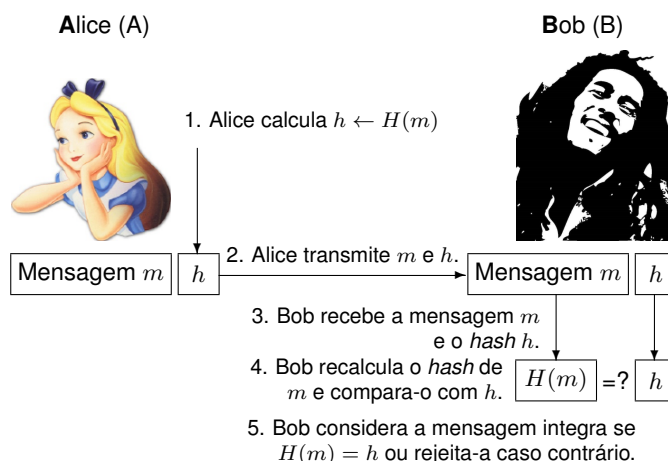 Alice (A)
Bob (B)
1. Alice calcula h ← H(m)
Mensagem m
h
2. Alice transmite m e h.
Mensagem m
h
3. Bob recebe a mensagem m
e o hash h.
4. Bob recalcula o hash de
m e compara-o com h.
H(m)
=?
h
5. Bob considera a mensagem integra se
H(m) = h ou rejeita-a caso contrário.